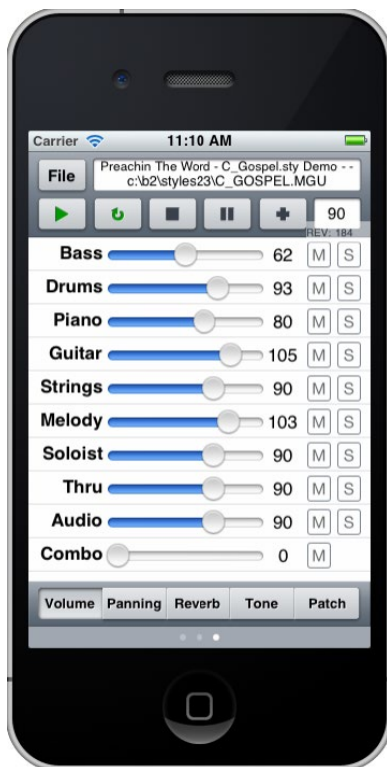 Carrier 11:10 AM
File
Preachin The Word - C_Gospel.sty Demo - -
c:\b2\styles23\C_GOSPEL.MGU
90
REV: 184
Bass 62 M S
Drums 93 M S
Piano 80 M S
Guitar 105 M S
Strings 90 M S
Melody 103 M S
Soloist 90 M S
Thru 90 M S
Audio 90 M S
Combo 0 M
Volume Panning Reverb Tone Patch